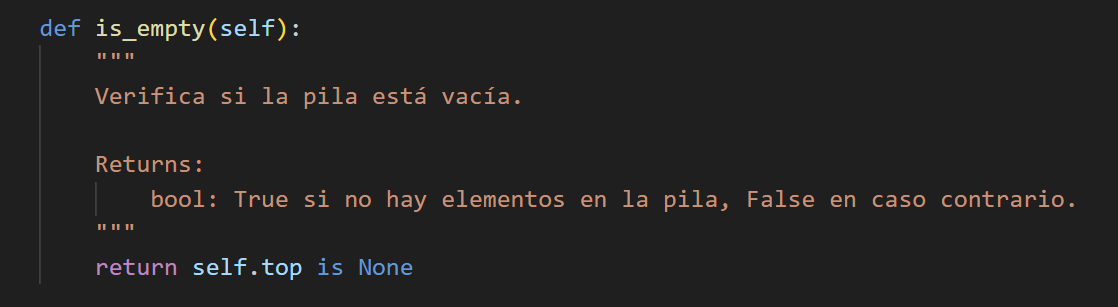 def is_empty(self):
"""
Verifica si la pila está vacía.
Returns:
bool: True si no hay elementos en la pila, False en caso contrario.
"""
return self.top is None